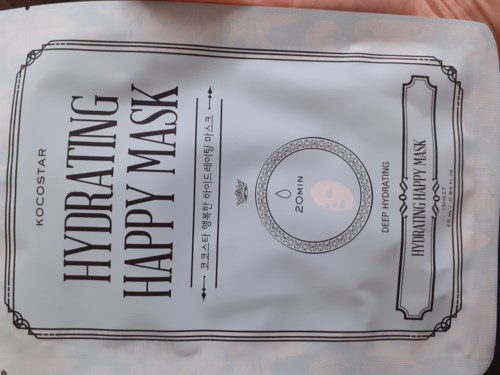 KOCOSTAR
HYDRATING
HAPPY MASK
코코스타 행복한 하이드레이팅 마스크
20MIN
DEEP HYDRATING
HYDRATING HAPPY MASK
SHEET